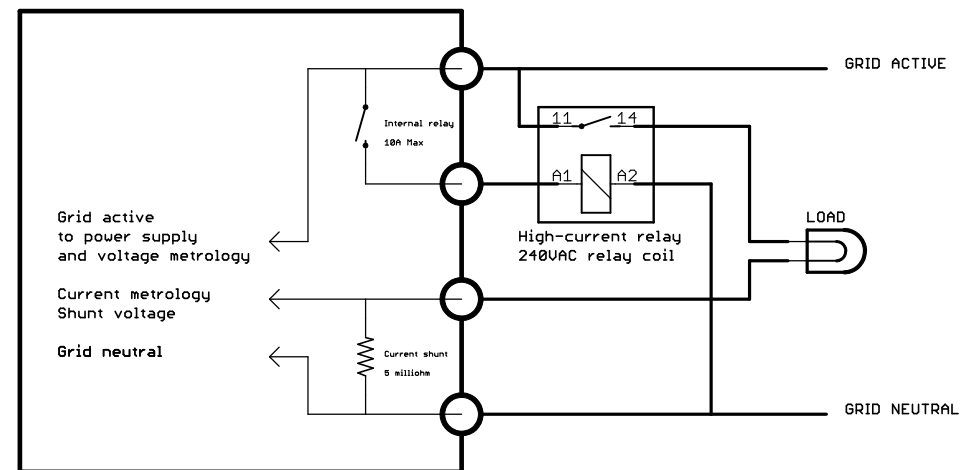 GRID ACTIVE
11 14
Internal relay
10A Max
A1 A2
Grid active
to power supply
and voltage metrology
High-current relay
240VAC relay coil
LOAD
Current metrology
Shunt voltage
Grid neutral
Current shunt
5 milliohm
GRID NEUTRAL